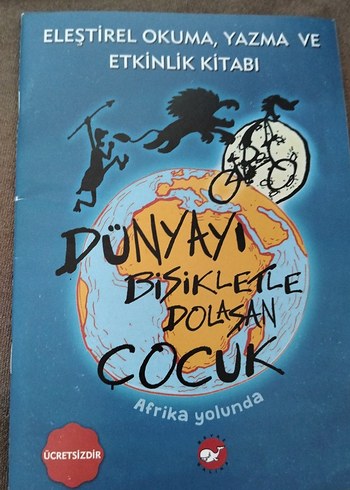 ELEŞTİREL OKUMA, YAZMA VE
ETKİNLİK KİTABI
DÜNYAYI
BİSİKLETLE
DOLAŞAN
ÇOCUK
Afrika yolunda
ÜCRETSİZDİR